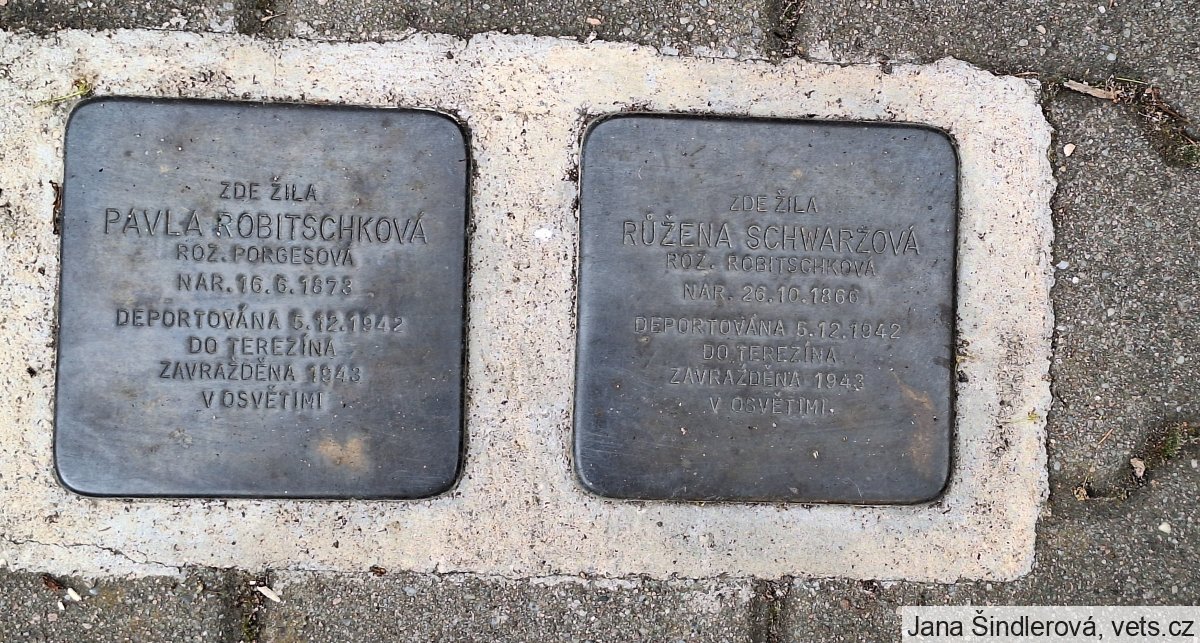 ZDE ŽILA
PAVLA ROBITSCHKOVÁ
ROZ. PORGESOVÁ
NAR. 16.6.1873
DEPORTOVÁNA 5.12.1942
DO TEREZÍNA
ZAVRAŽDĚNA 1943
V OSVĚTIMI
ZDE ŽILA
RŮŽENA SCHWARŽOVÁ
ROZ. ROBITSCHKOVÁ
NAR. 26.10.1866
DEPORTOVÁNA 5.12.1942
DO TEREZÍNA
ZAVRAŽDĚNA 1943
V OSVĚTIMI
Jana Šindlerová, vets.cz